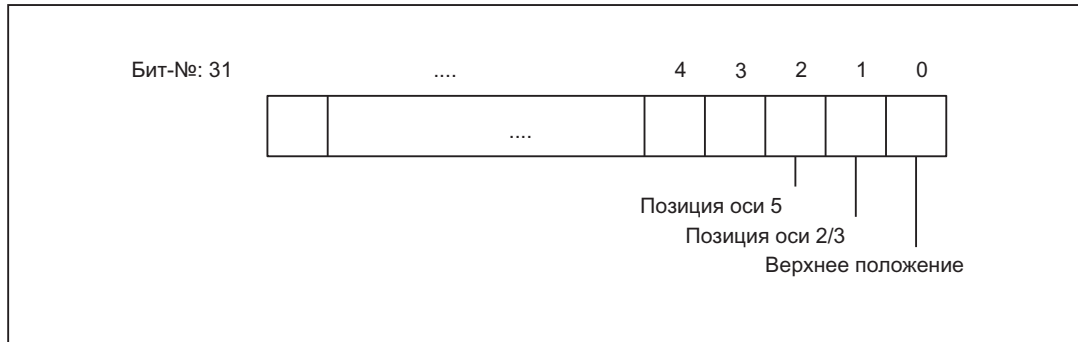 Бит-№: 31 .... 4 3 2 1 0
....
Позиция оси 5
Позиция оси 2/3
Верхнее положение